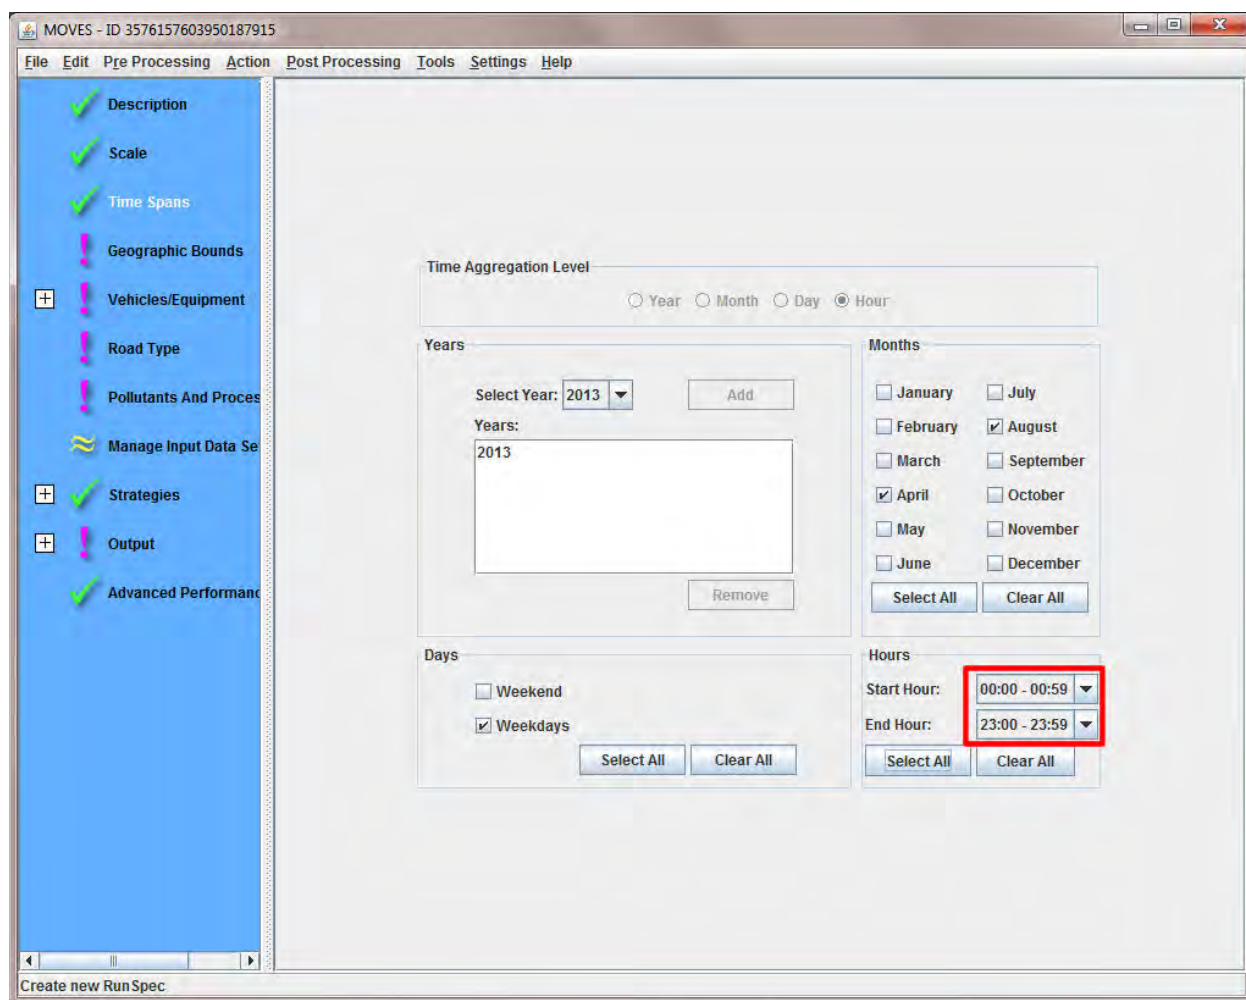 MOVES - ID 3576157603950187915
File Edit Pre Processing Action Post Processing Tools Settings Help
Description
Scale
Time Spans
Geographic Bounds
Vehicles/Equipment
Road Type
Pollutants And Proces
Manage Input Data Se
Strategies
Output
Advanced Performanc
Time Aggregation Level
Year Month Day Hour
Years
Select Year: 2013 Add
Years:
2013
Remove
Months
January July
February August
March September
April October
May November
June December
Select All Clear All
Days
Weekend
Weekdays
Select All Clear All
Hours
Start Hour: 00:00 - 00:59
End Hour: 23:00 - 23:59
Select All Clear All
Create new RunSpec